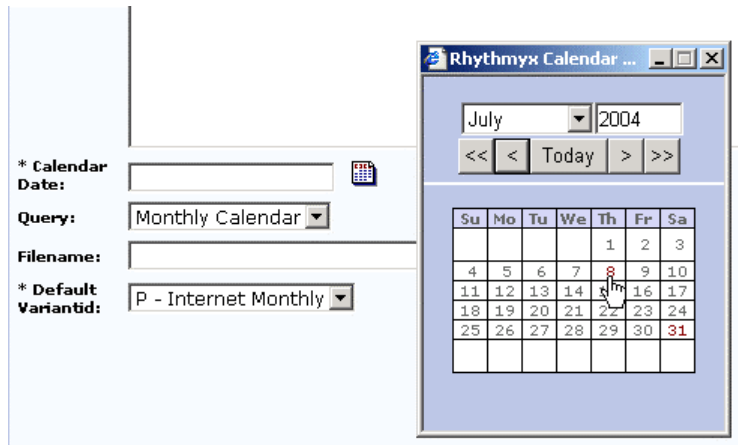 Rhythmyx Calendar ...
July 2004
<< < Today > >>
Su Mo Tu We Th Fr Sa
1 2 3
4 5 6 7 8 9 10
11 12 13 14 16 17
18 19 20 21 22 23 24
25 26 27 28 29 30 31
* Calendar
Date:
Query: Monthly Calendar
Filename:
* Default
Variantid: P - Internet Monthly